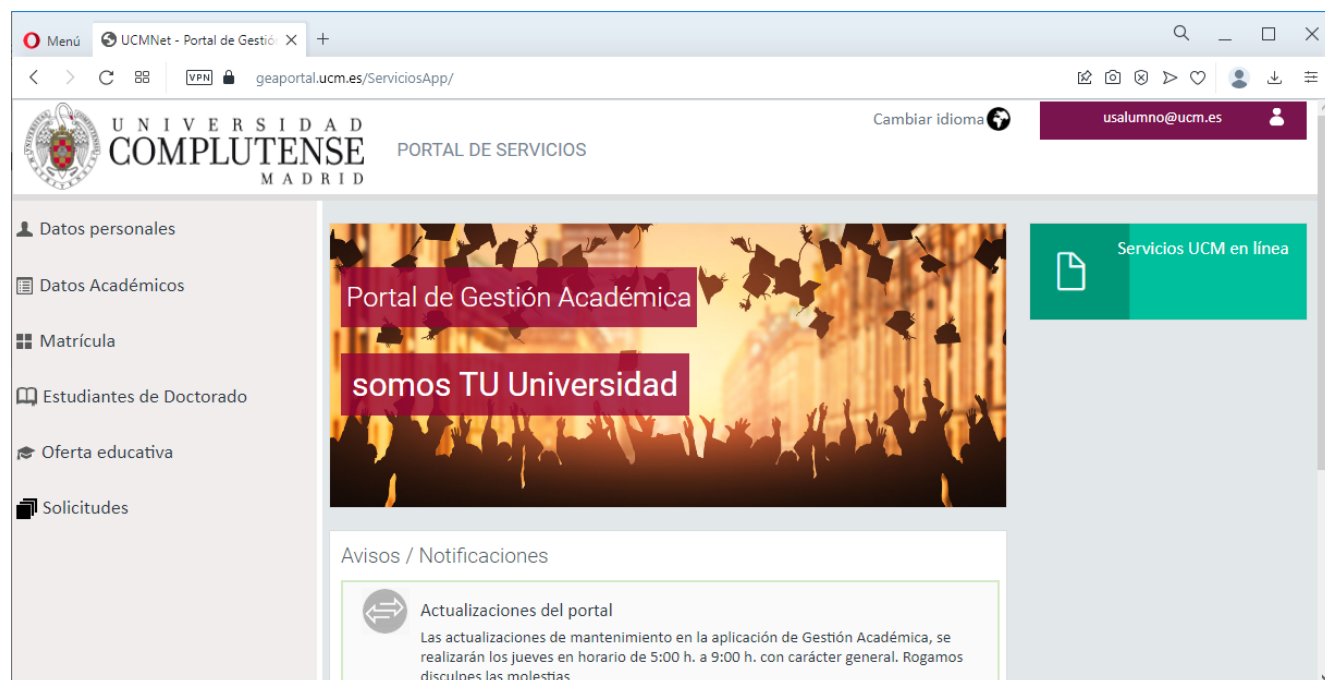 Menú
UCMNet - Portal de Gestió
VPN
geaportal.ucm.es/ServiciosApp/
UNIVERSIDAD
COMPLUTENSE
MADRID
PORTAL DE SERVICIOS
Cambiar idioma
usalumno@ucm.es
Datos personales
Datos Académicos
Matrícula
Estudiantes de Doctorado
Oferta educativa
Solicitudes
Portal de Gestión Académica
somos TU Universidad
Servicios UCM en línea
Avisos / Notificaciones
Actualizaciones del portal
Las actualizaciones de mantenimiento en la aplicación de Gestión Académica, se
realizarán los jueves en horario de 5:00 h. a 9:00 h. con carácter general. Rogamos
disculpes las molestias